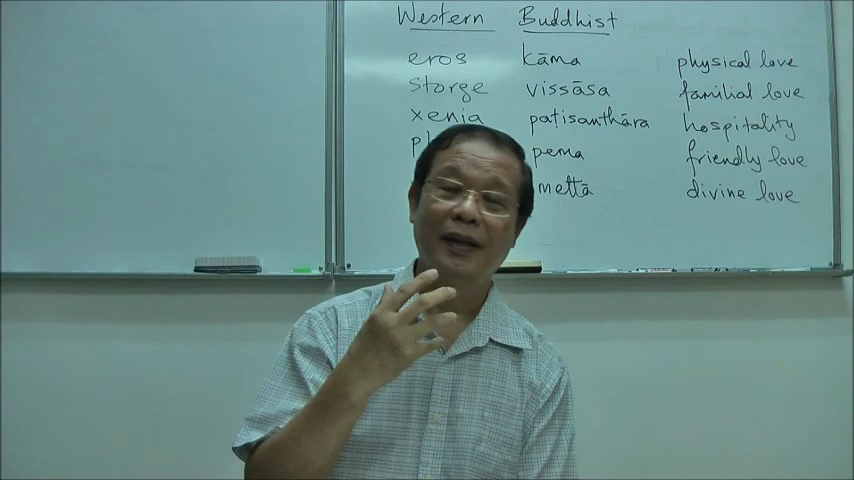 Western Buddhist
eros kāma physical love
storge vissāsa familial love
xenia paṭisanthāra hospitality
pema friendly love
mettā divine love